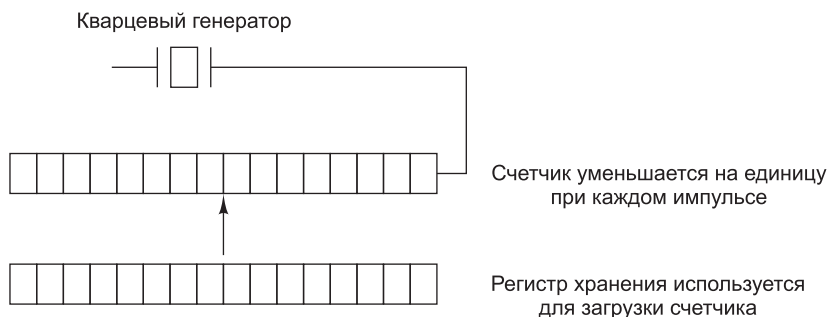 Кварцевый генератор
Счетчик уменьшается на единицу
при каждом импульсе
Регистр хранения используется
для загрузки счетчика